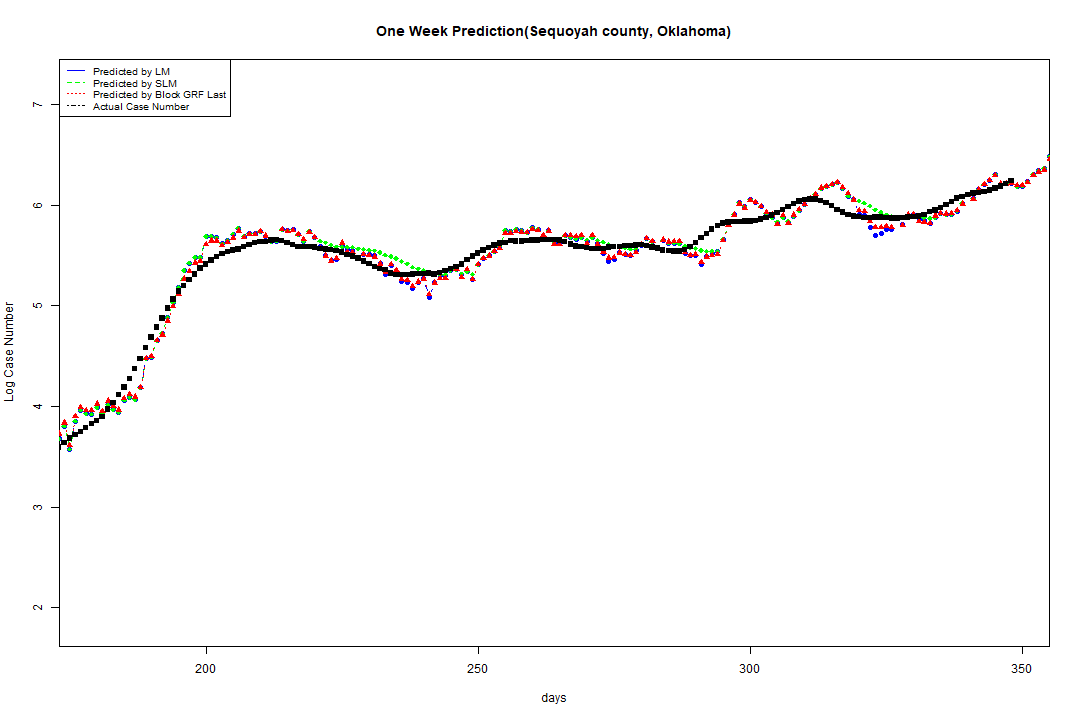 One Week Prediction(Sequoyah county, Oklahoma)
Predicted by LM
Predicted by SLM
Predicted by Block GRF Last
Actual Case Number
Log Case Number
7
6
5
4
3
2
200 250 300 350
days